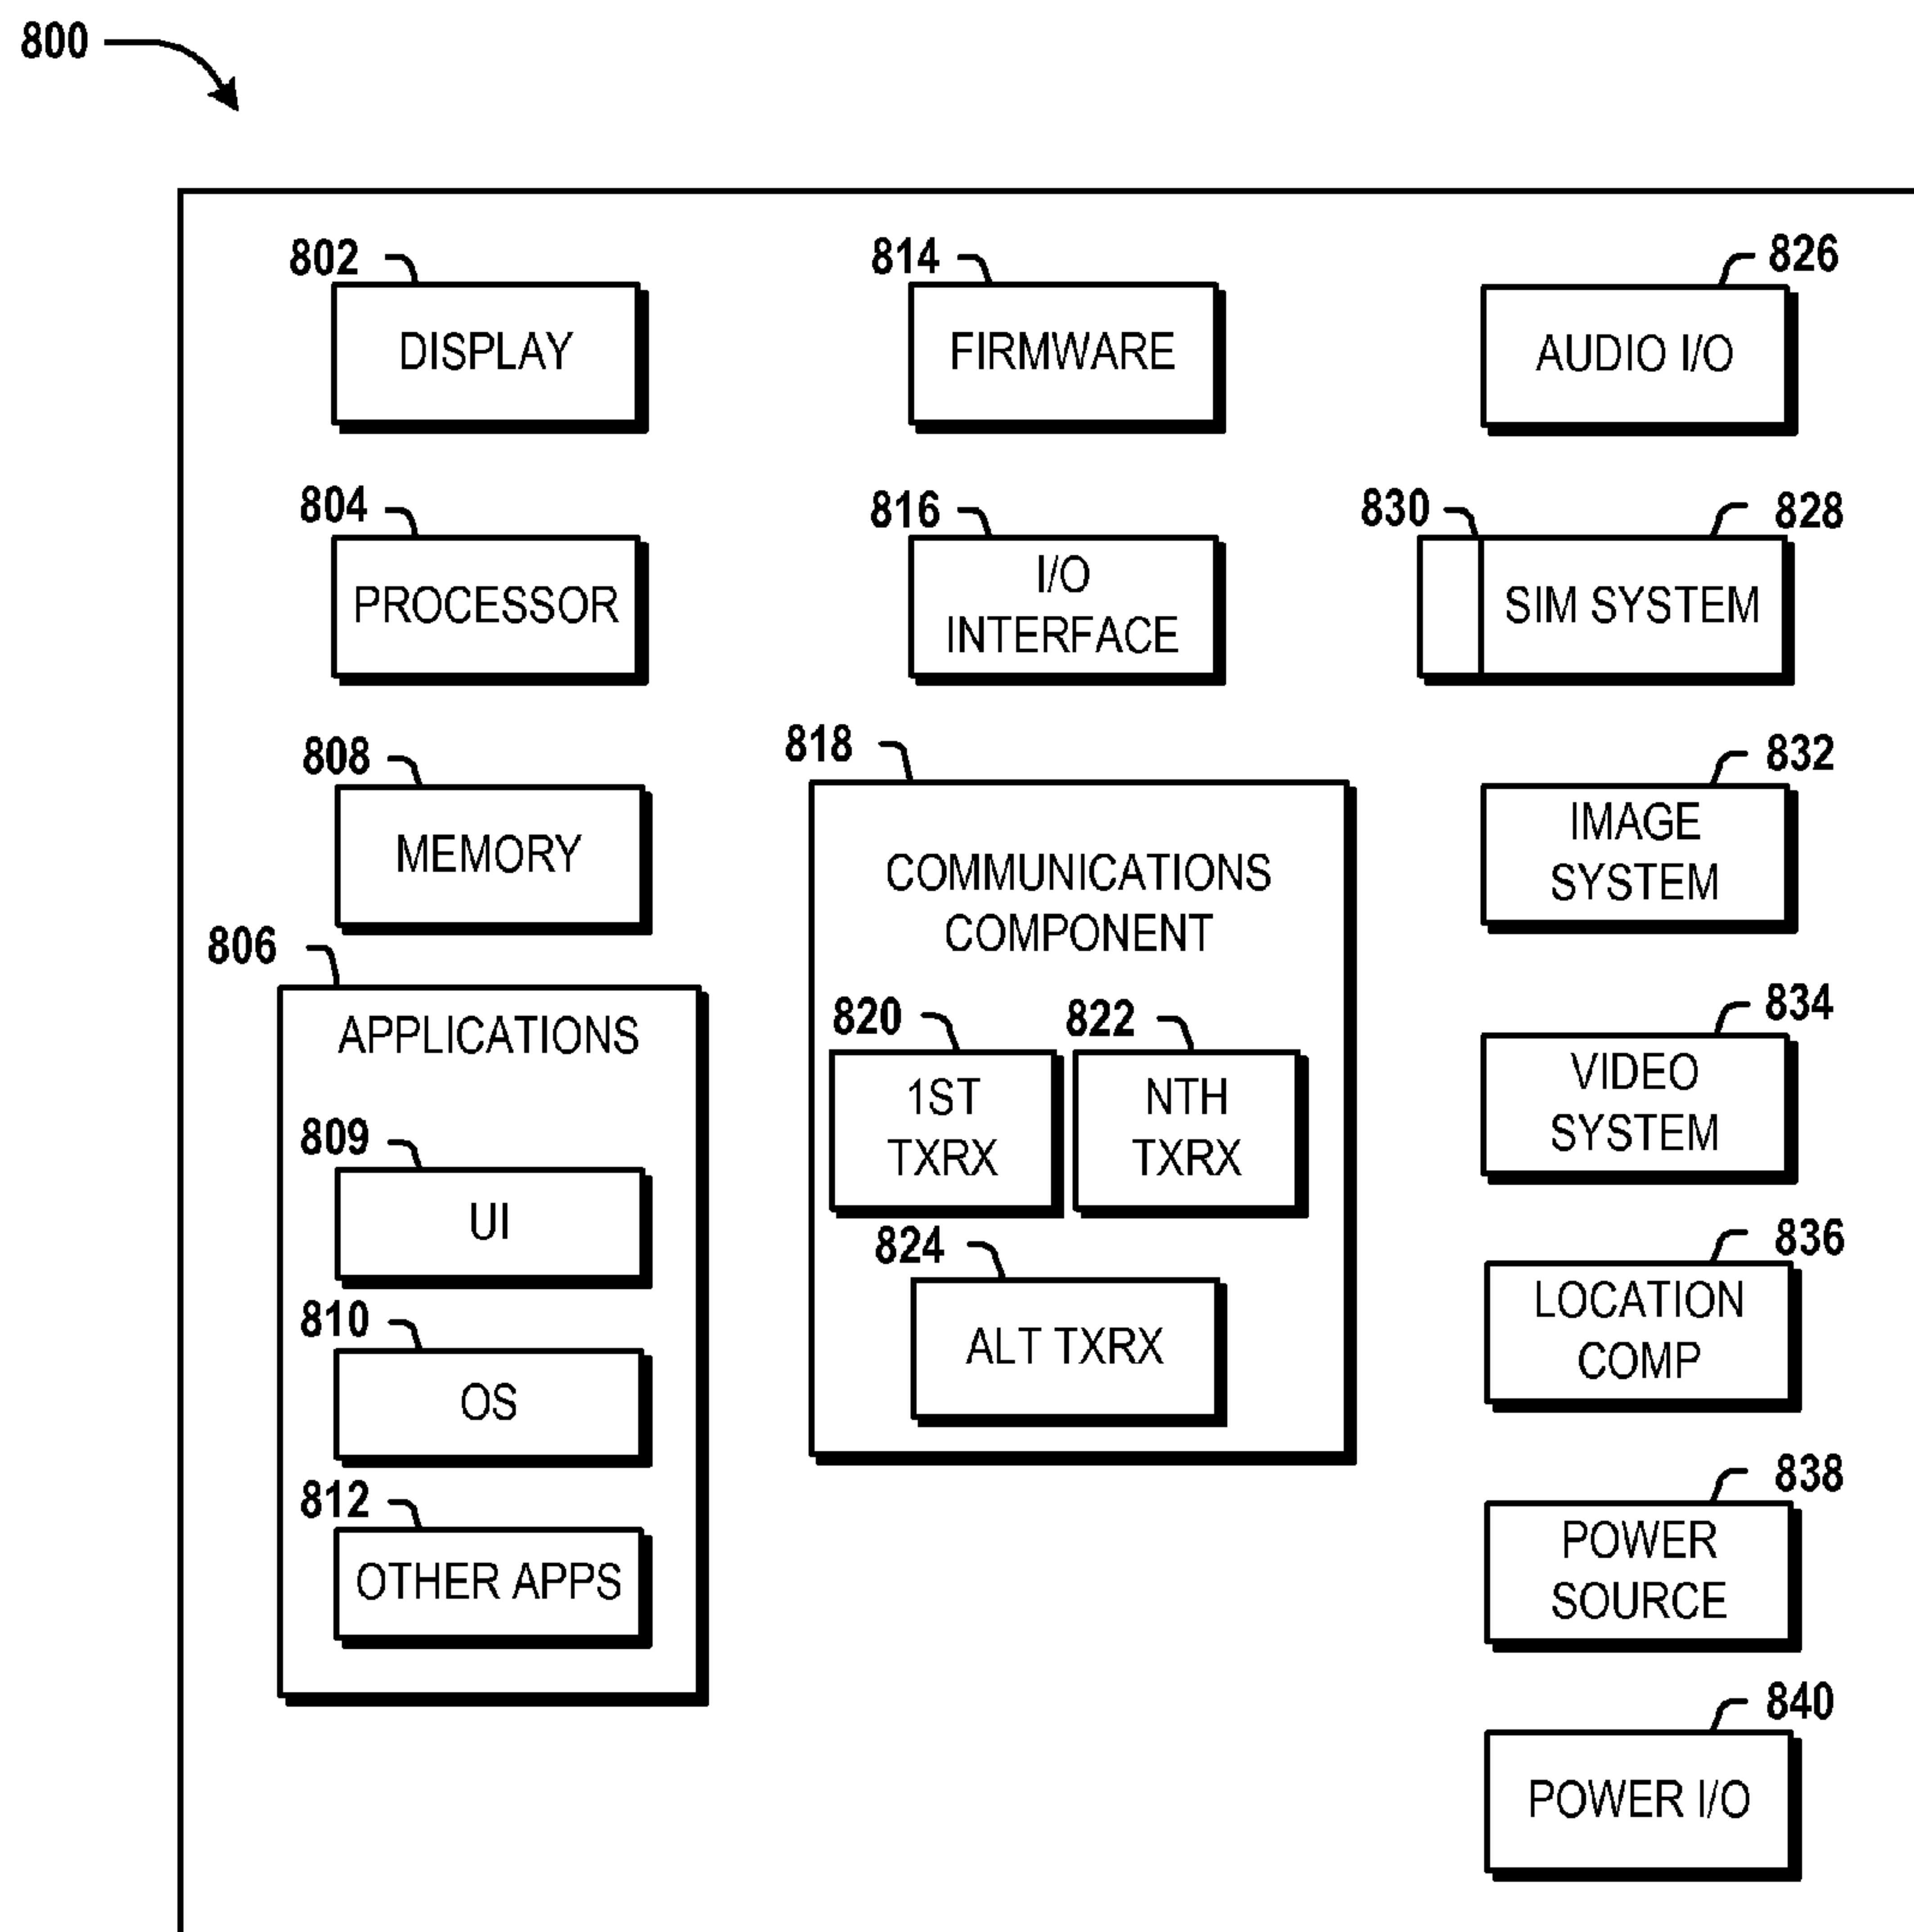 800
802
DISPLAY
804
PROCESSOR
808
MEMORY
806
APPLICATIONS
809
UI
810
OS
812
OTHER APPS
814
FIRMWARE
816
I/O
INTERFACE
818
COMMUNICATIONS
COMPONENT
820
1ST
TXRX
822
NTH
TXRX
824
ALT TXRX
826
AUDIO I/O
830
828
SIM SYSTEM
832
IMAGE
SYSTEM
834
VIDEO
SYSTEM
836
LOCATION
COMP
838
POWER
SOURCE
840
POWER I/O